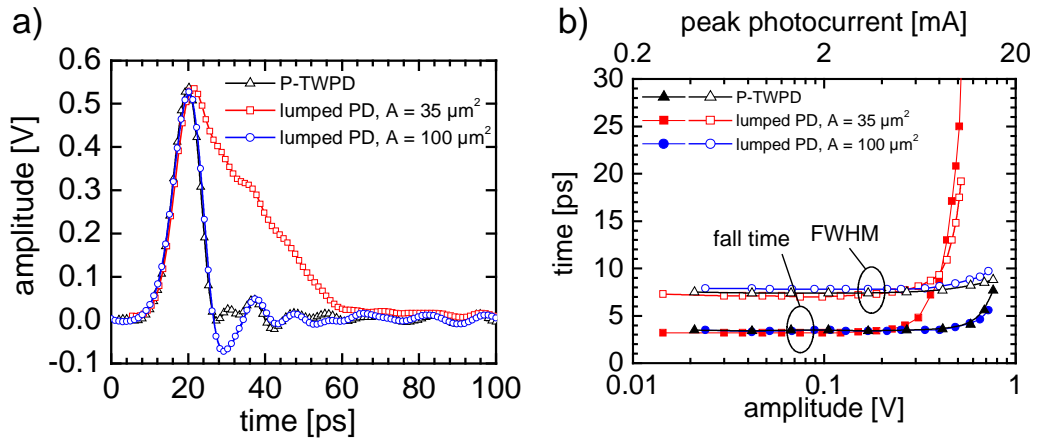 a)
0.6
0.5
0.4
0.3
0.2
0.1
0.0
-0.1
amplitude [V]
P-TWPD
lumped PD, A = 35 µm²
lumped PD, A = 100 µm²
0 20 40 60 80 100
time [ps]
b)
peak photocurrent [mA]
0.2 2 20
30
25
20
15
10
5
0
time [ps]
P-TWPD
lumped PD, A = 35 µm²
lumped PD, A = 100 µm²
fall time
FWHM
0.01 0.1 1
amplitude [V]